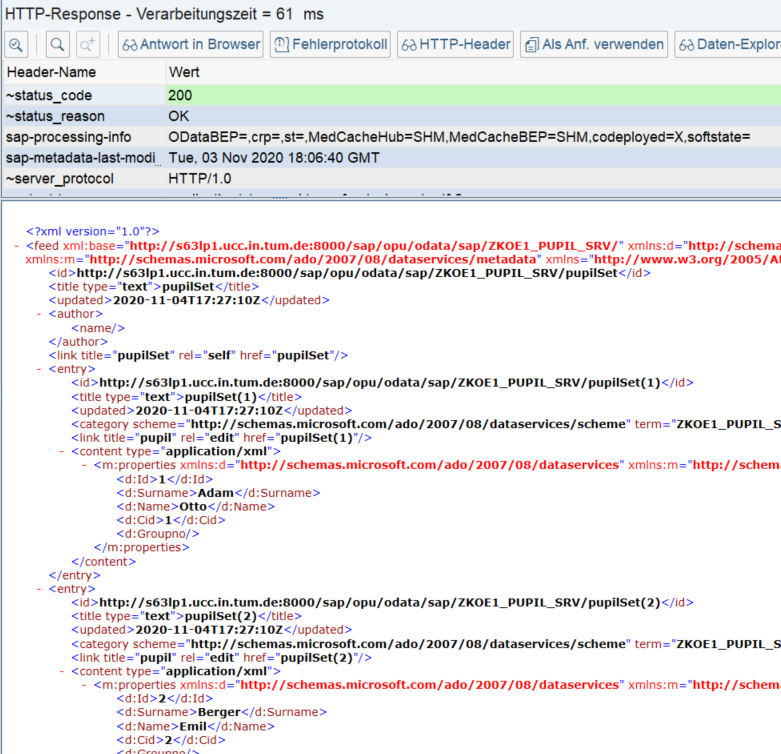 HTTP-Response - Verarbeitungszeit = 61 ms
Antwort in Browser Fehlerprotokoll HTTP-Header Als Anf. verwenden Daten-Explor
Header-Name Wert
~status_code 200
~status_reason OK
sap-processing-info ODataBEP=,crp=,st=,MedCacheHub=SHM,MedCacheBEP=SHM,codeployed=X,softstate=
sap-metadata-last-modi Tue, 03 Nov 2020 18:06:40 GMT
~server_protocol HTTP/1.0
<?xml version="1.0"?>
- <feed xml:base="http://s63lp1.ucc.in.tum.de:8000/sap/opu/odata/sap/ZKOE1_PUPIL_SRV/" xmlns:d="http://schema
xmlns:m="http://schemas.microsoft.com/ado/2007/08/dataservices/metadata" xmlns="http://www.w3.org/2005/At
<id>http://s63lp1.ucc.in.tum.de:8000/sap/opu/odata/sap/ZKOE1_PUPIL_SRV/pupilSet</id>
<title type="text">pupilSet</title>
<updated>2020-11-04T17:27:10Z</updated>
- <author>
<name/>
</author>
<link title="pupilSet" rel="self" href="pupilSet"/>
- <entry>
<id>http://s63lp1.ucc.in.tum.de:8000/sap/opu/odata/sap/ZKOE1_PUPIL_SRV/pupilSet(1)</id>
<title type="text">pupilSet(1)</title>
<updated>2020-11-04T17:27:10Z</updated>
<category scheme="http://schemas.microsoft.com/ado/2007/08/dataservices/scheme" term="ZKOE1_PUPIL_S
<link title="pupil" rel="edit" href="pupilSet(1)"/>
- <content type="application/xml">
- <m:properties xmlns:d="http://schemas.microsoft.com/ado/2007/08/dataservices" xmlns:m="http://schem
<d:Id>1</d:Id>
<d:Surname>Adam</d:Surname>
<d:Name>Otto</d:Name>
<d:Cid>1</d:Cid>
<d:Groupno/>
</m:properties>
</content>
</entry>
- <entry>
<id>http://s63lp1.ucc.in.tum.de:8000/sap/opu/odata/sap/ZKOE1_PUPIL_SRV/pupilSet(2)</id>
<title type="text">pupilSet(2)</title>
<updated>2020-11-04T17:27:10Z</updated>
<category scheme="http://schemas.microsoft.com/ado/2007/08/dataservices/scheme" term="ZKOE1_PUPIL_S
<link title="pupil" rel="edit" href="pupilSet(2)"/>
- <content type="application/xml">
- <m:properties xmlns:d="http://schemas.microsoft.com/ado/2007/08/dataservices" xmlns:m="http://schem
<d:Id>2</d:Id>
<d:Surname>Berger</d:Surname>
<d:Name>Emil</d:Name>
<d:Cid>2</d:Cid>
<d:Groupno/>